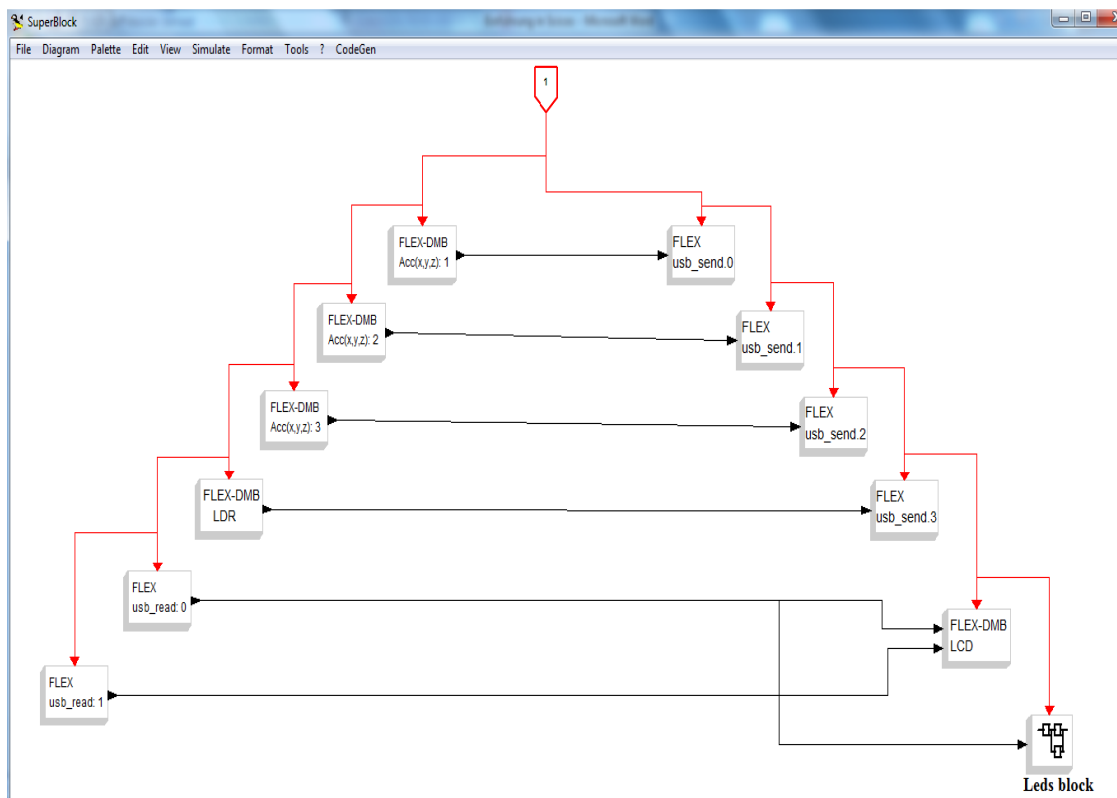 SuperBlock
File Diagram Palette Edit View Simulate Format Tools ? CodeGen
1
FLEX-DMB
Acc(x,y,z): 1
FLEX
usb_send.0
FLEX-DMB
Acc(x,y,z): 2
FLEX
usb_send.1
FLEX-DMB
Acc(x,y,z): 3
FLEX
usb_send.2
FLEX-DMB
LDR
FLEX
usb_send.3
FLEX
usb_read: 0
FLEX-DMB
LCD
FLEX
usb_read: 1
Leds block